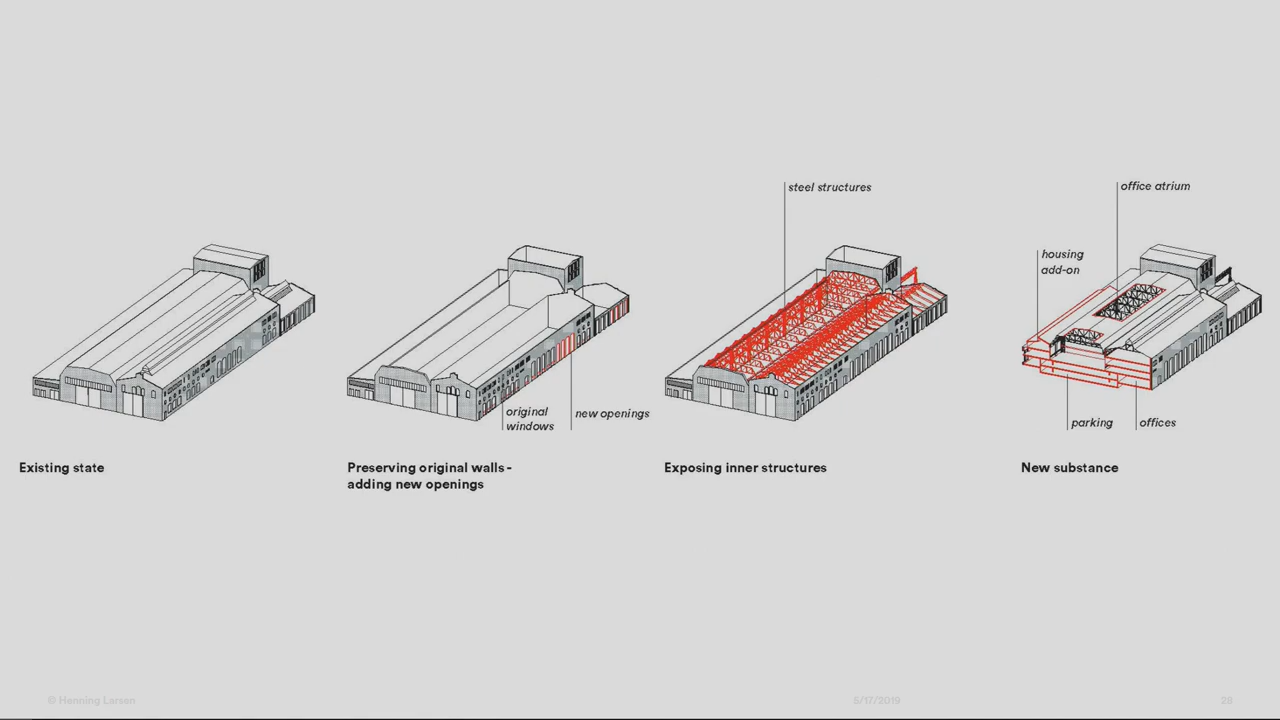 steel structures
office atrium
housing
add-on
original
windows
new openings
parking
offices
Existing state
Preserving original walls -
adding new openings
Exposing inner structures
New substance
© Henning Larsen
5/17/2019
28